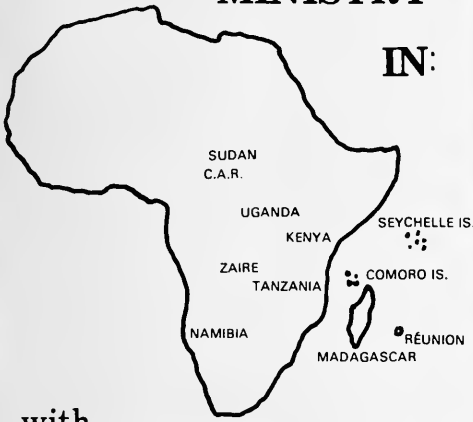 MINISTRY
IN:
SUDAN
C.A.R.
UGANDA
KENYA
SEYCHELLE IS.
ZAIRE
COMORO IS.
TANZANIA
NAMIBIA
RÉUNION
MADAGASCAR
with